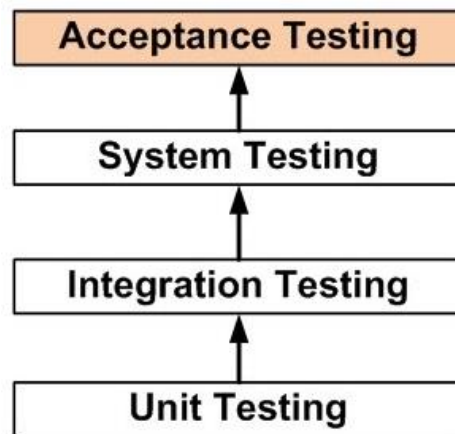 Acceptance Testing
System Testing
Integration Testing
Unit Testing